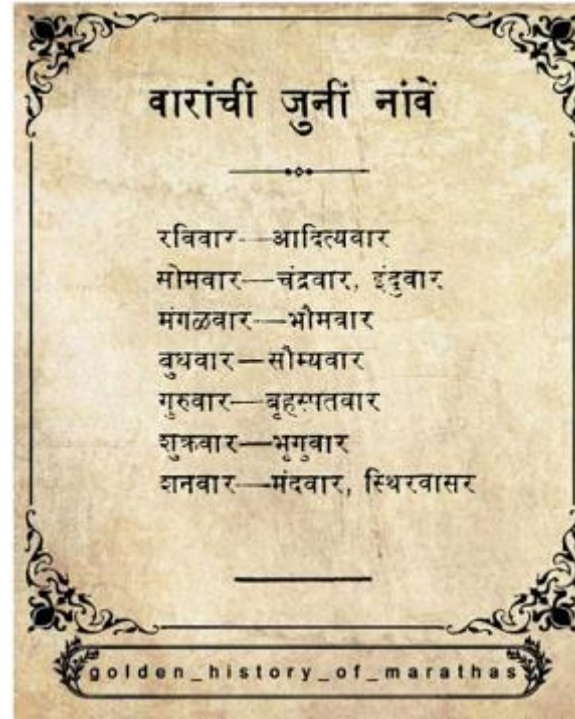 वारांचीं जुनीं नांवें
रविवार—आदित्यवार
सोमवार—चंद्रवार, इंदुवार
मंगळवार—भौमवार
बुधवार—सौम्यवार
गुरुवार—बृहस्पतवार
शुक्रवार—भृगुवार
शनवार—मंदवार, स्थिरवासर
golden_history_of_marathas